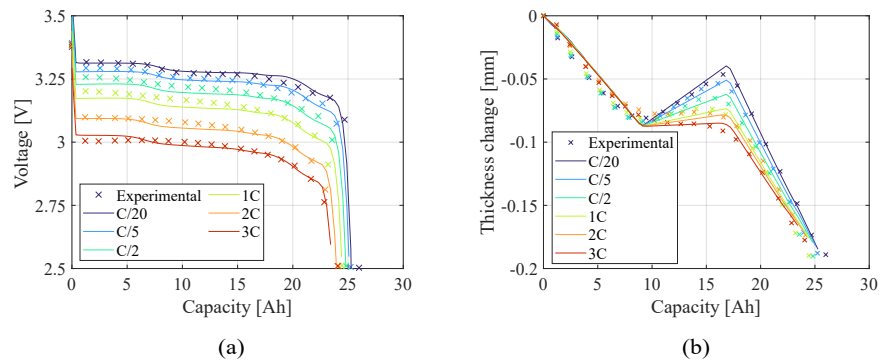 3.5
3.25
3
2.75
2.5
Voltage [V]
0 5 10 15 20 25 30
Capacity [Ah]
Experimental
C/20
C/5
C/2
1C
2C
3C
(a)
0
-0.05
-0.1
-0.15
-0.2
Thickness change [mm]
0 5 10 15 20 25 30
Capacity [Ah]
Experimental
C/20
C/5
C/2
1C
2C
3C
(b)